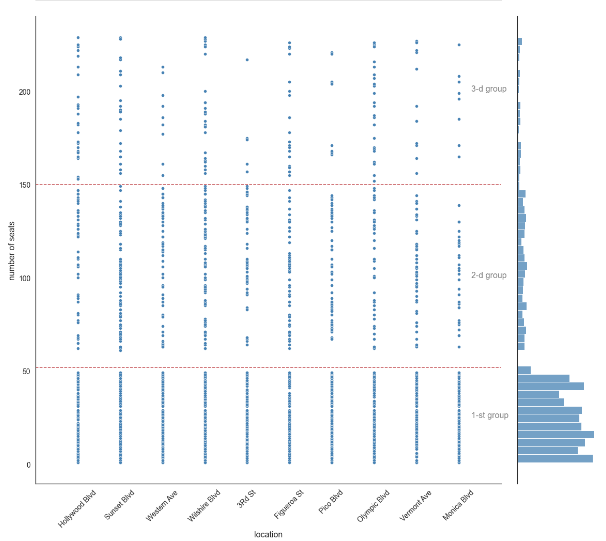 number of seats
200
150
100
50
0
3-d group
2-d group
1-st group
Hollywood Blvd
Sunset Blvd
Western Ave
Wilshire Blvd
3Rd St
Figueroa St
Pico Blvd
Olympic Blvd
Vermont Ave
Monica Blvd
location